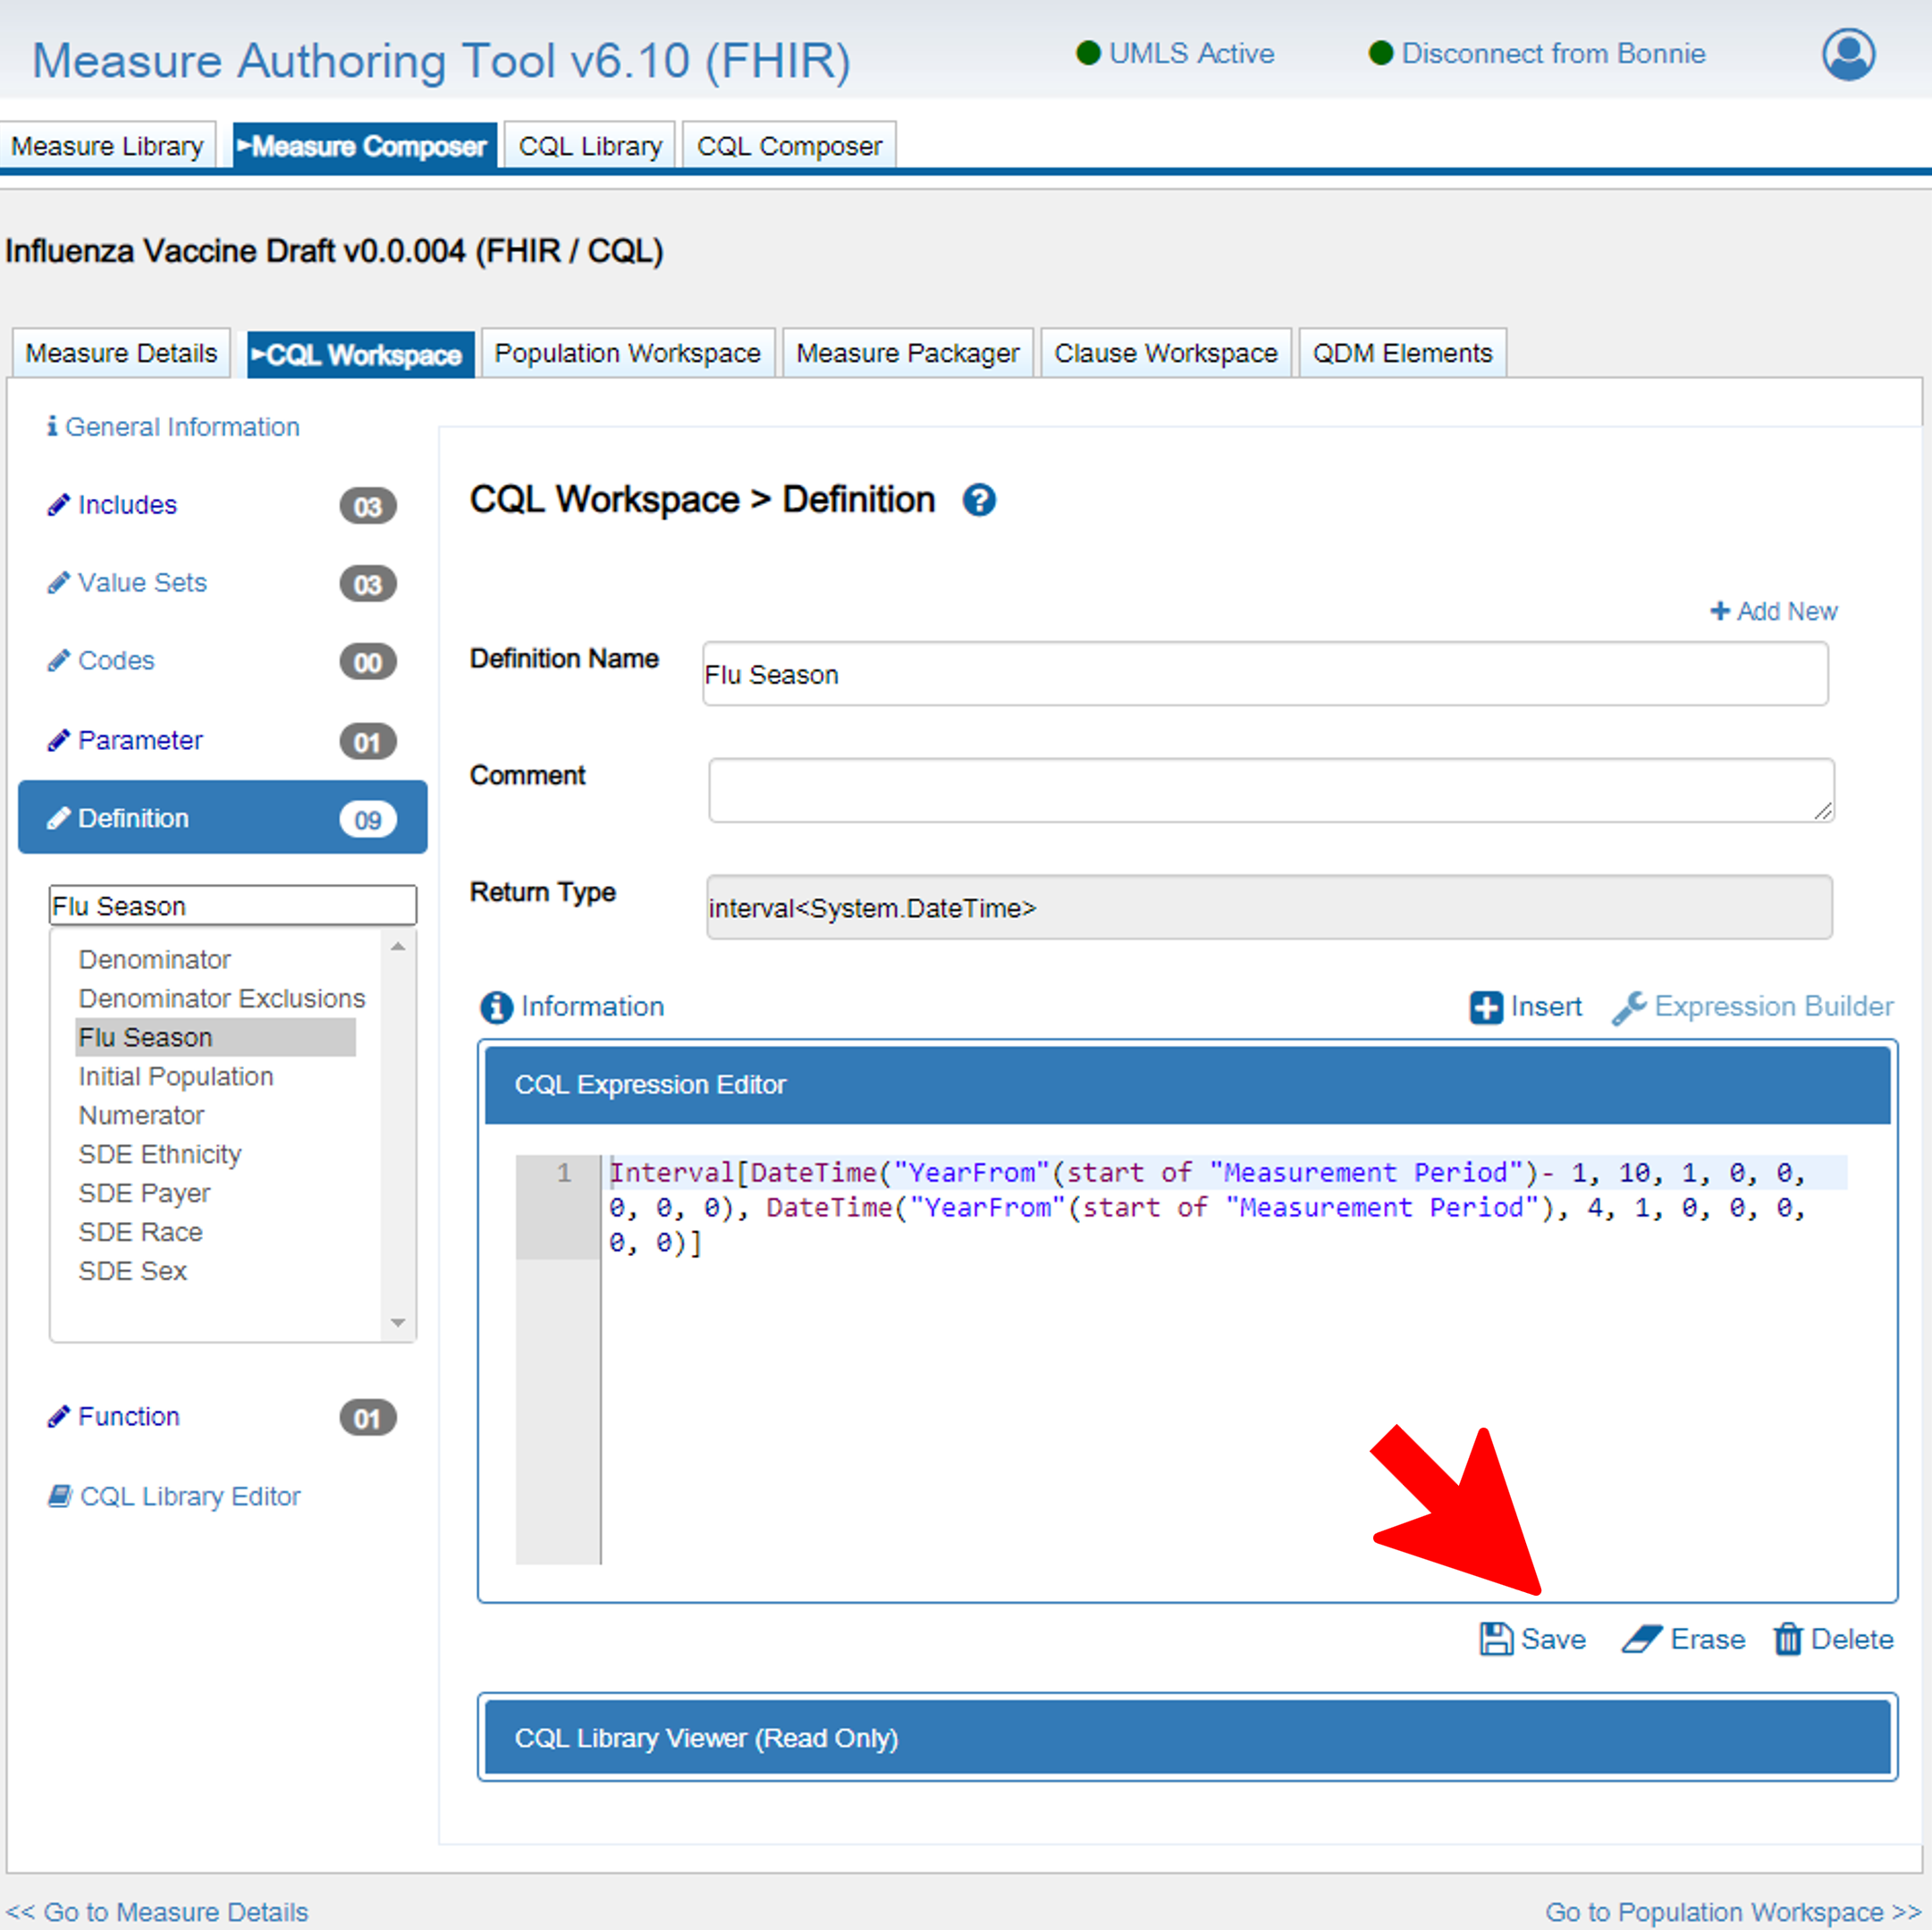 Measure Authoring Tool v6.10 (FHIR)
UMLS Active
Disconnect from Bonnie
Measure Library
►Measure Composer
CQL Library
CQL Composer
Influenza Vaccine Draft v0.0.004 (FHIR / CQL)
Measure Details
►CQL Workspace
Population Workspace
Measure Packager
Clause Workspace
QDM Elements
General Information
Includes 03
Value Sets 03
Codes 00
Parameter 01
Definition 09
Flu Season
Denominator
Denominator Exclusions
Flu Season
Initial Population
Numerator
SDE Ethnicity
SDE Payer
SDE Race
SDE Sex
Function 01
CQL Library Editor
CQL Workspace > Definition
+ Add New
Definition Name
Flu Season
Comment
Return Type
interval<System.DateTime>
Information
Insert
Expression Builder
CQL Expression Editor
1
Interval[DateTime("YearFrom"(start of "Measurement Period")- 1, 10, 1, 0, 0,
0, 0, 0), DateTime("YearFrom"(start of "Measurement Period"), 4, 1, 0, 0, 0,
0, 0)]
Save
Erase
Delete
CQL Library Viewer (Read Only)
<< Go to Measure Details
Go to Population Workspace >>